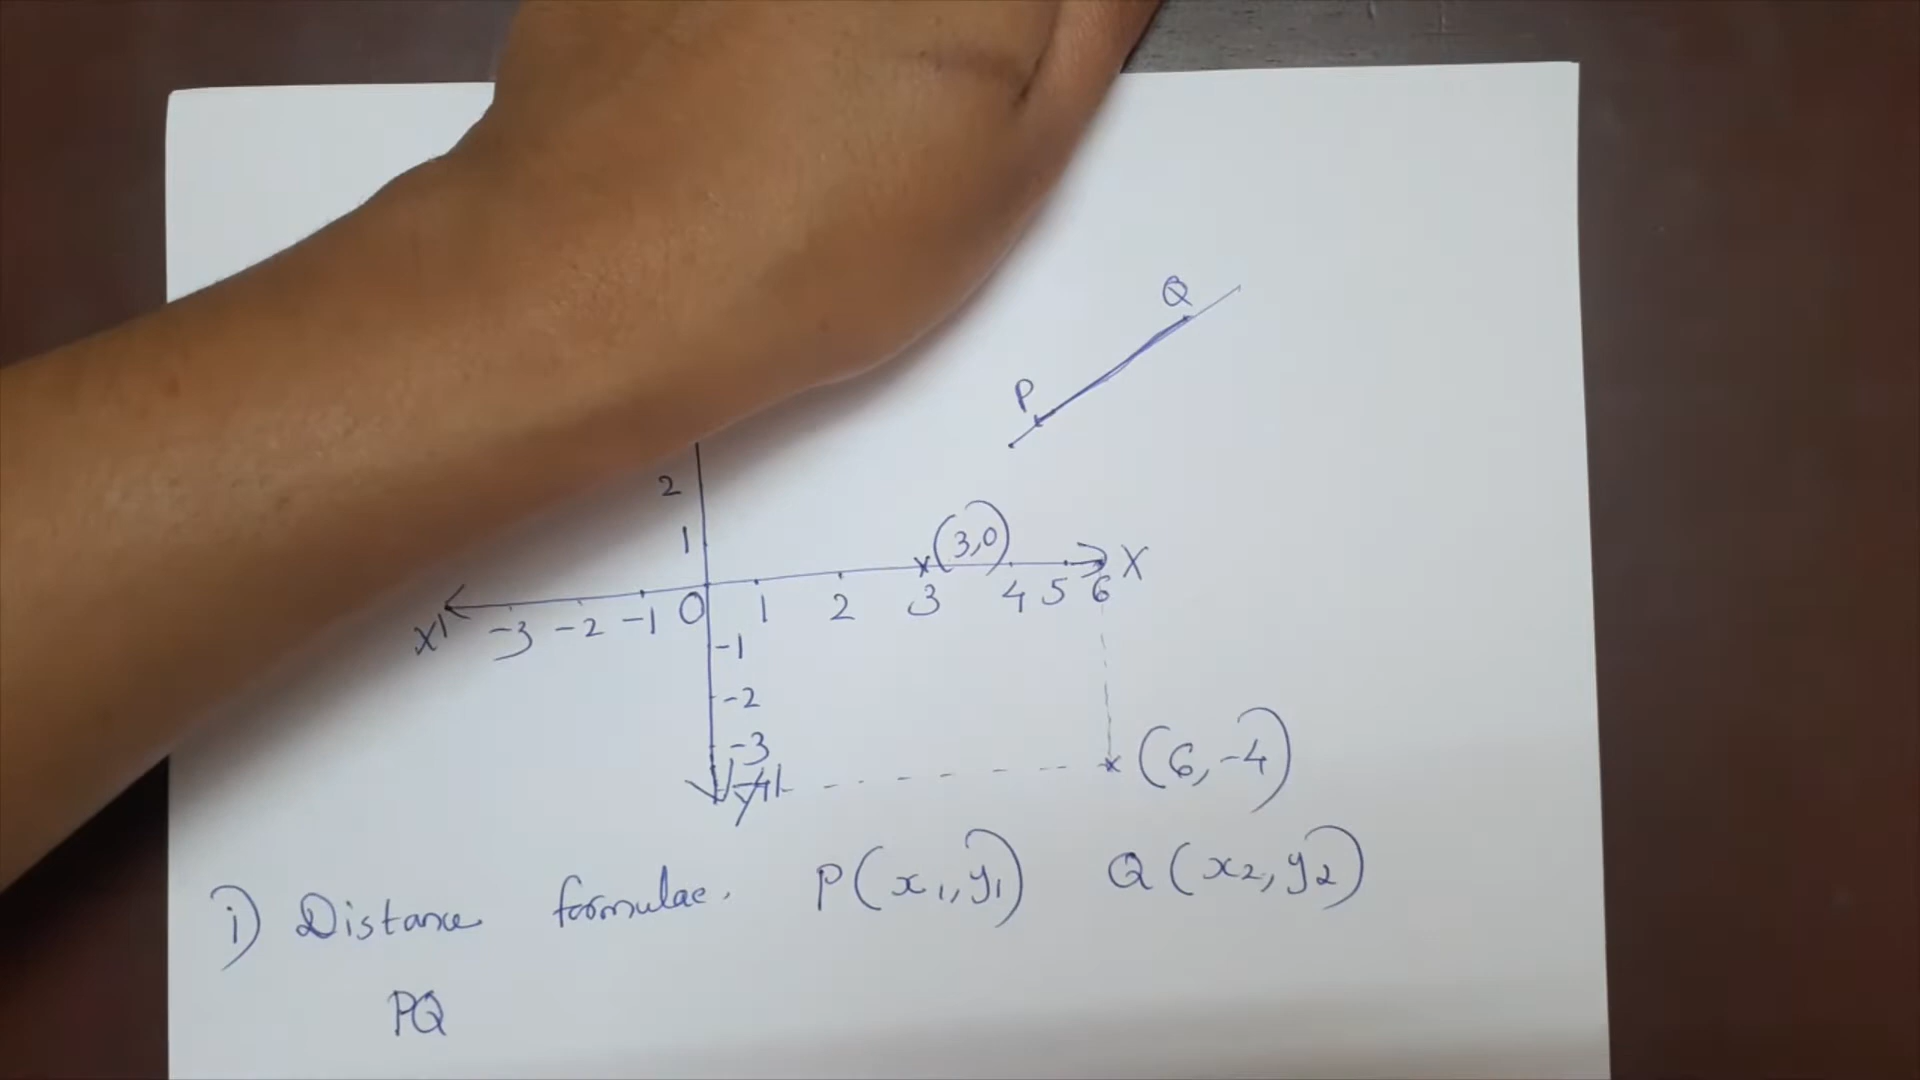 Q
P
2
1
(3,0)
X
X' -3 -2 -1 0 1 2 3 4 5 6
-1
-2
-3
(6,-4)
i) Distance formulae. P(x1,y1) Q(x2,y2)
PQ